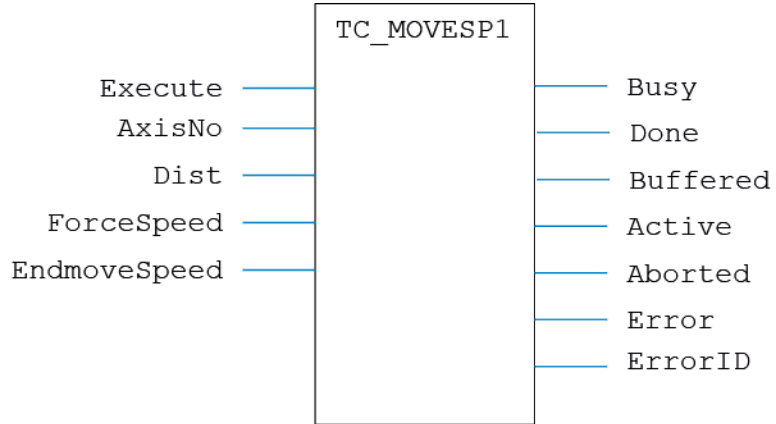 TC_MOVESP1
Execute
AxisNo
Dist
ForceSpeed
EndmoveSpeed
Busy
Done
Buffered
Active
Aborted
Error
ErrorID